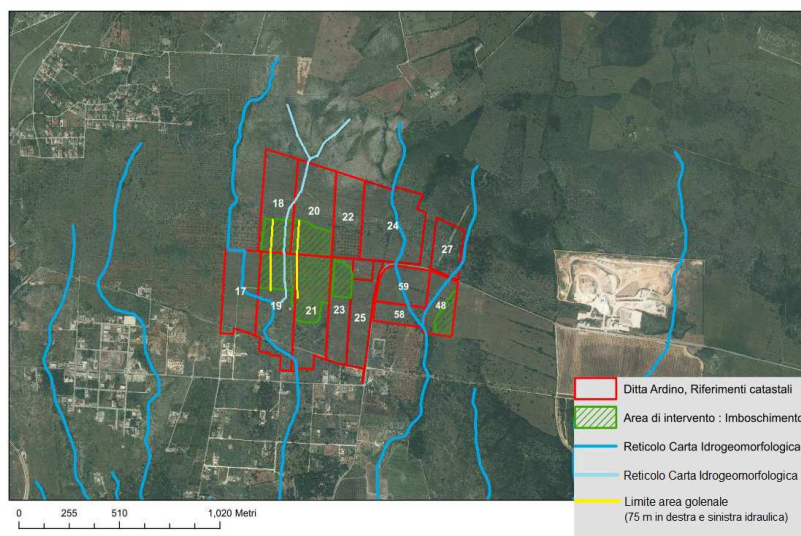 18
20
22
24
27
17
19
21
23
25
59
58
48
Ditta Ardino, Riferimenti catastali
Area di intervento : Imboschimento
Reticolo Carta Idrogeomorfologica
Reticolo Carta Idrogeomorfologica
Limite area golenale
(75 m in destra e sinistra idraulica)
0 255 510 1,020 Metri